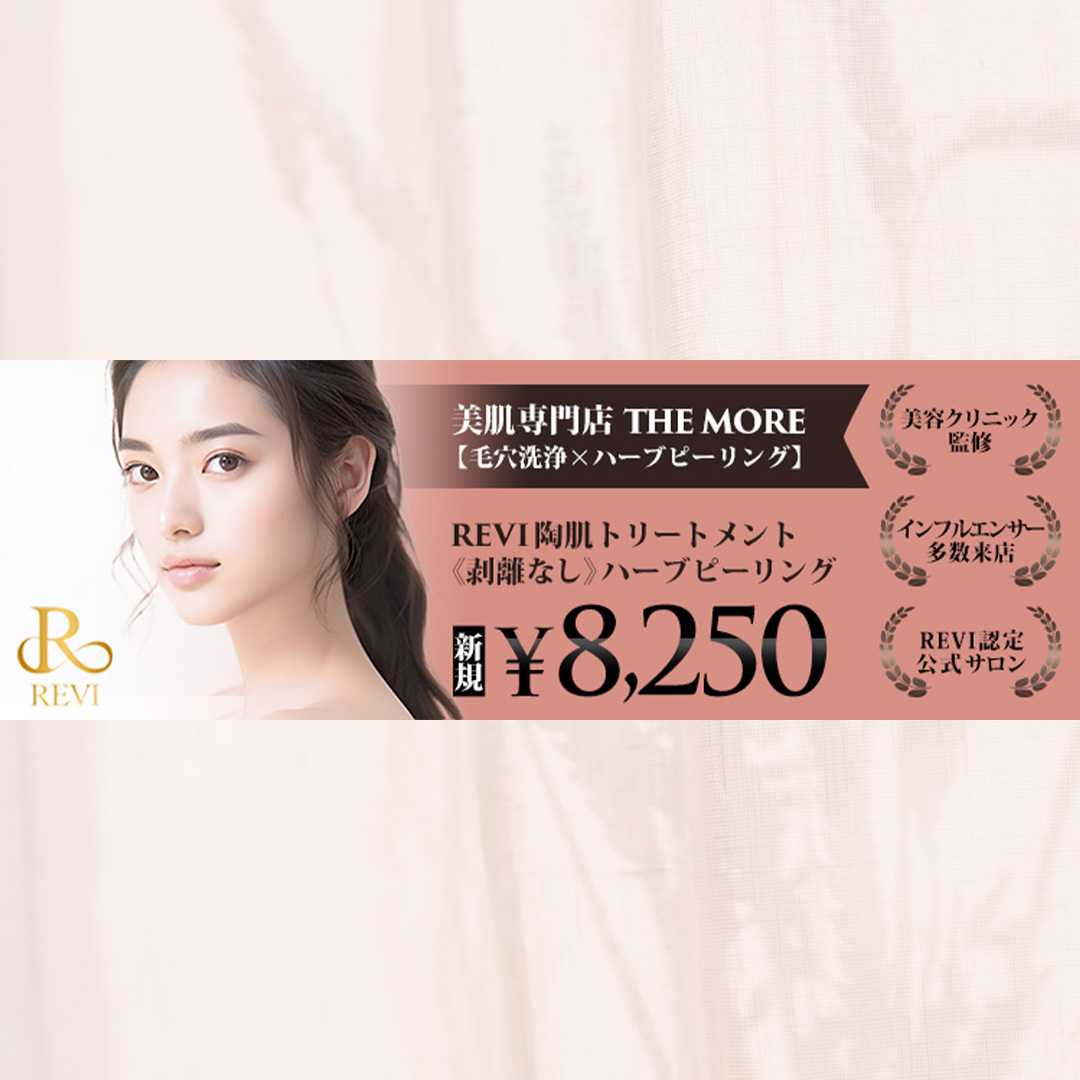 美肌専門店 THE MORE
【毛穴洗浄×ハーブピーリング】
REVI陶肌トリートメント
《剥離なし》ハーブピーリング
新規
¥8,250
美容クリニック
監修
インフルエンサー
多数来店
REVI認定
公式サロン
R
REVI